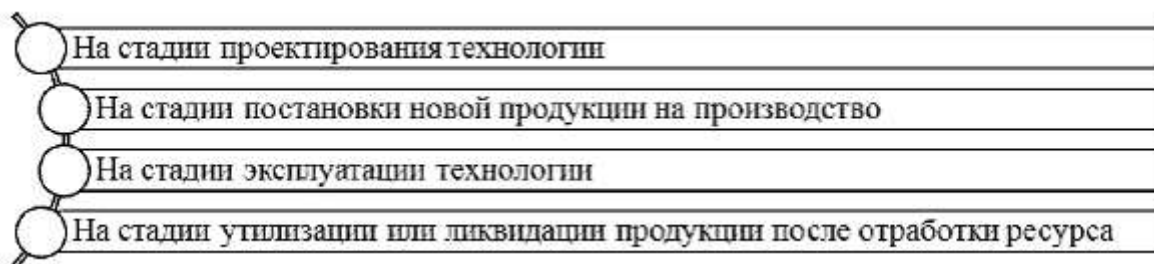 На стадии проектирования технологии
На стадии постановки новой продукции на производство
На стадии эксплуатации технологии
На стадии утилизации или ликвидации продукции после отработки ресурса